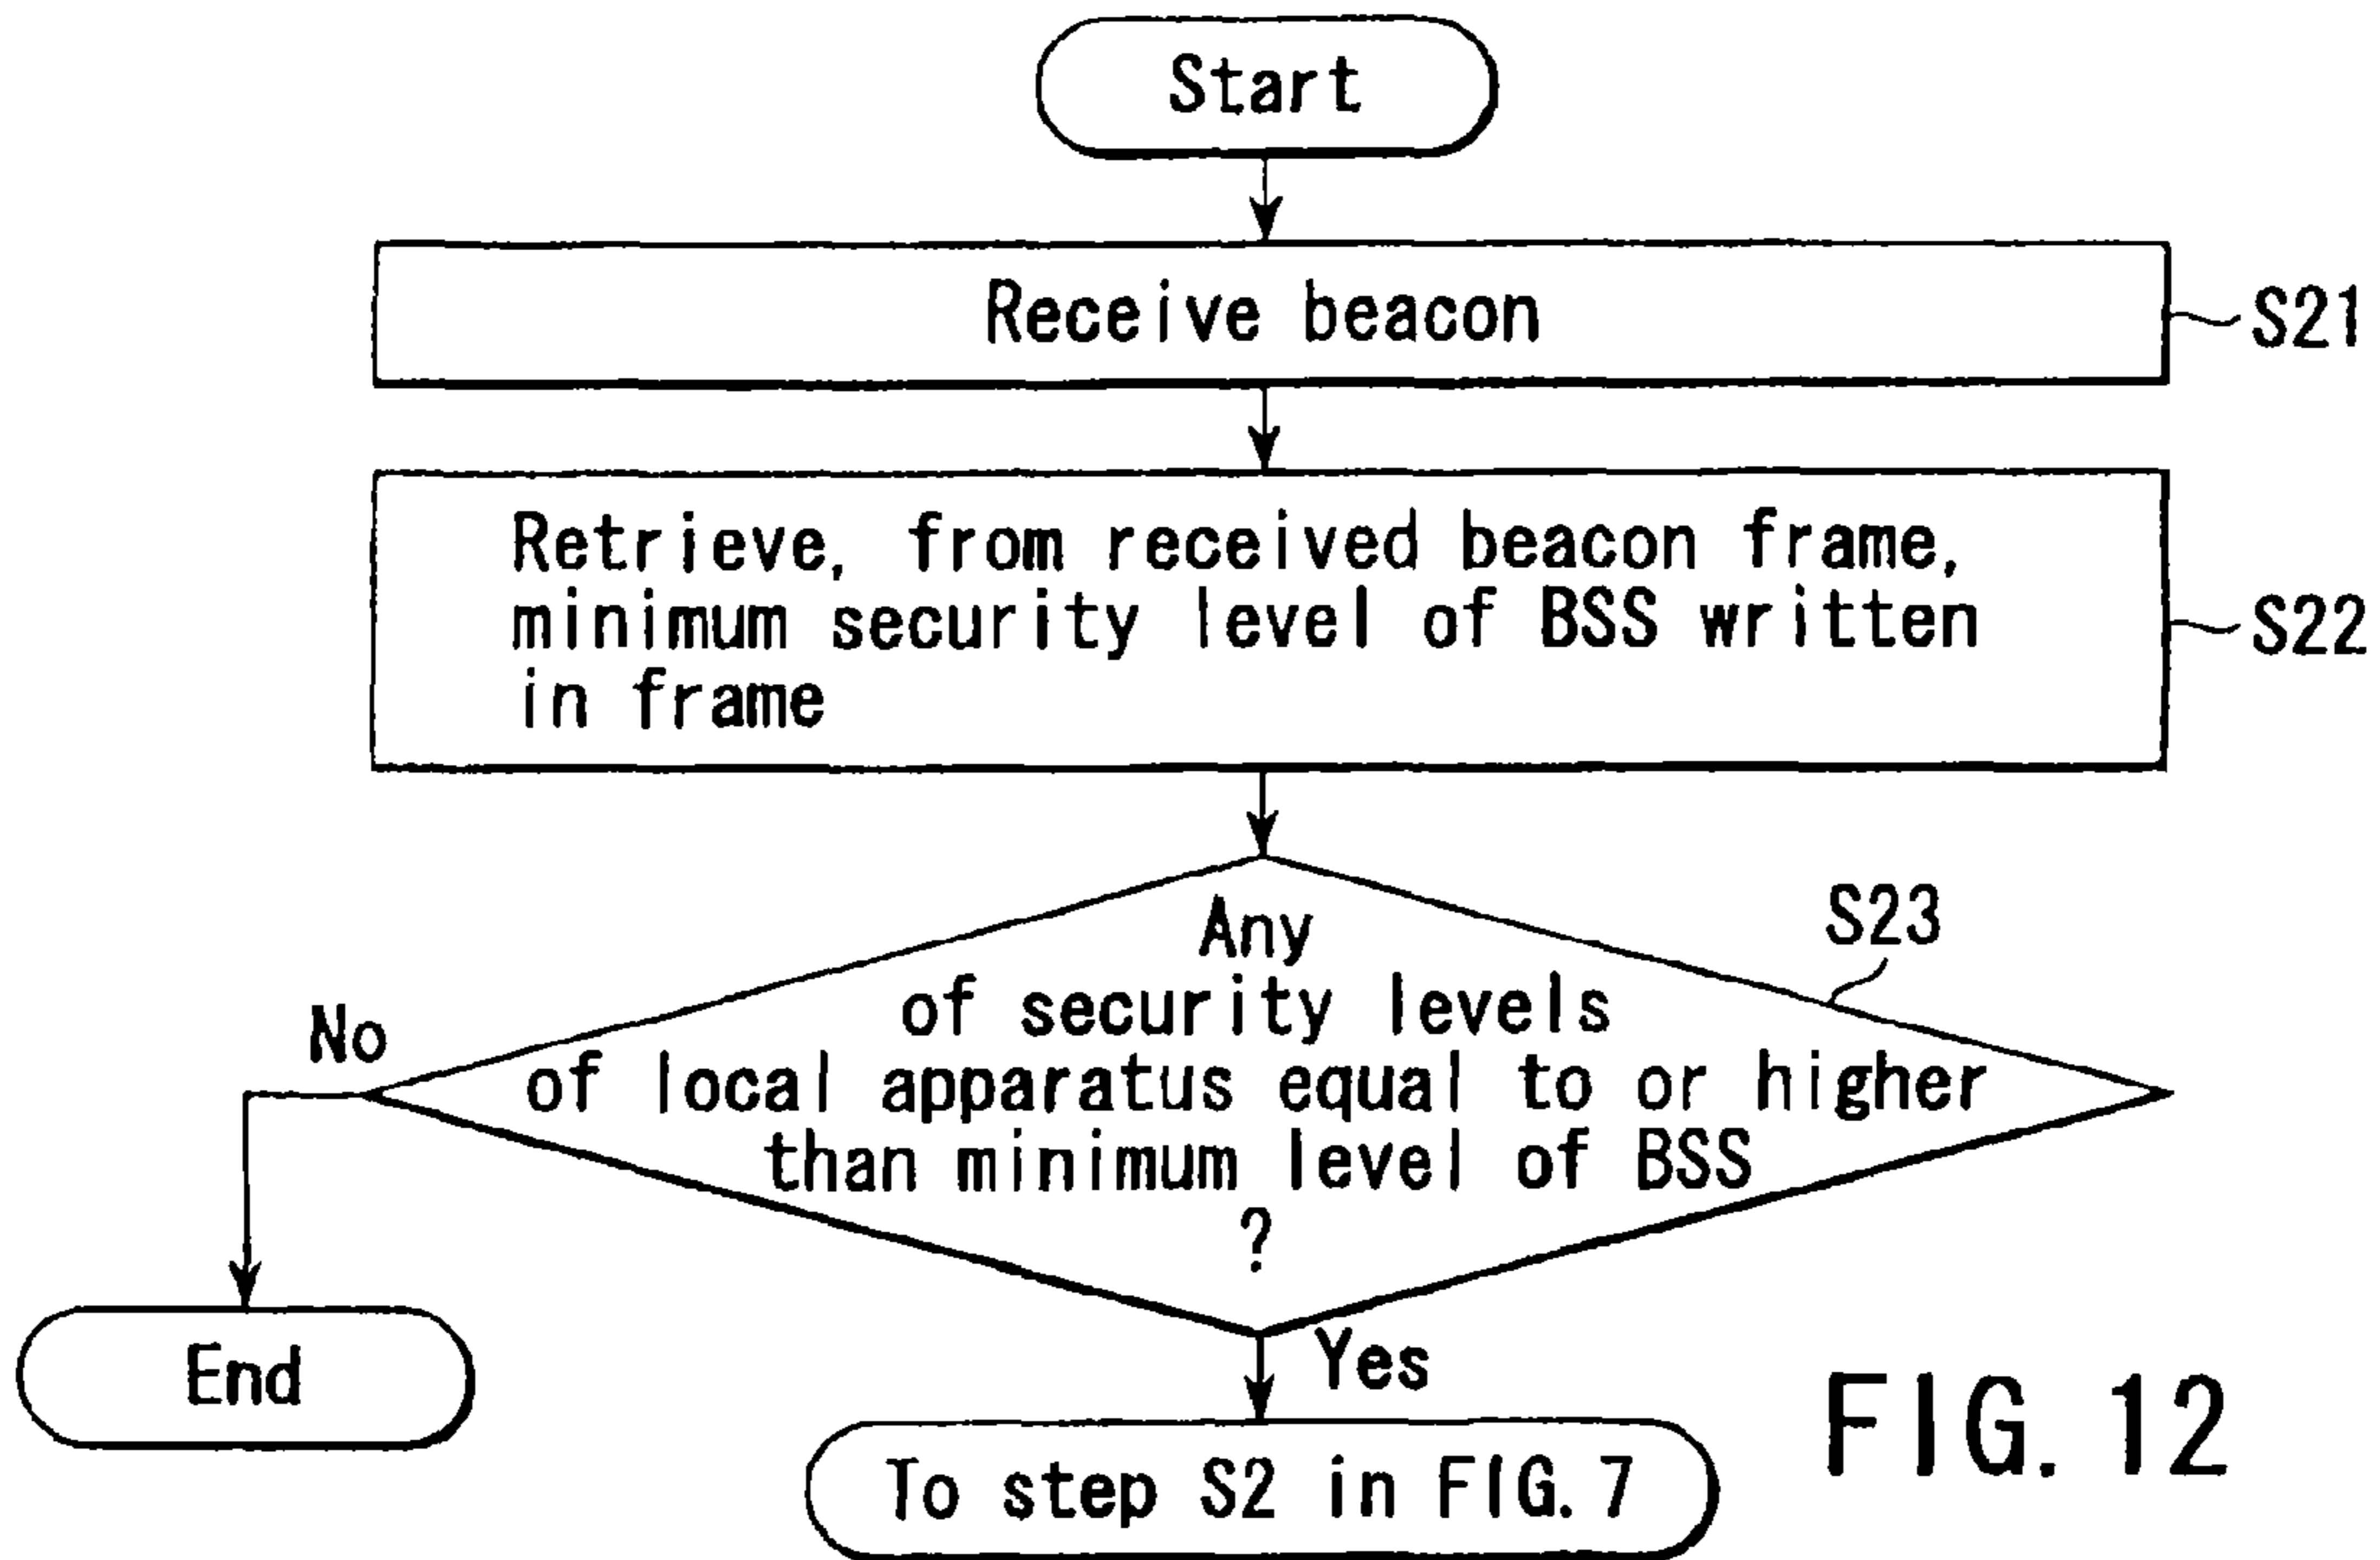 Start
Receive beacon
S21
Retrieve, from received beacon frame,
minimum security level of BSS written
in frame
S22
Any
of security levels
of local apparatus equal to or higher
than minimum level of BSS
?
S23
No
Yes
End
To step S2 in FIG. 7
FIG. 12